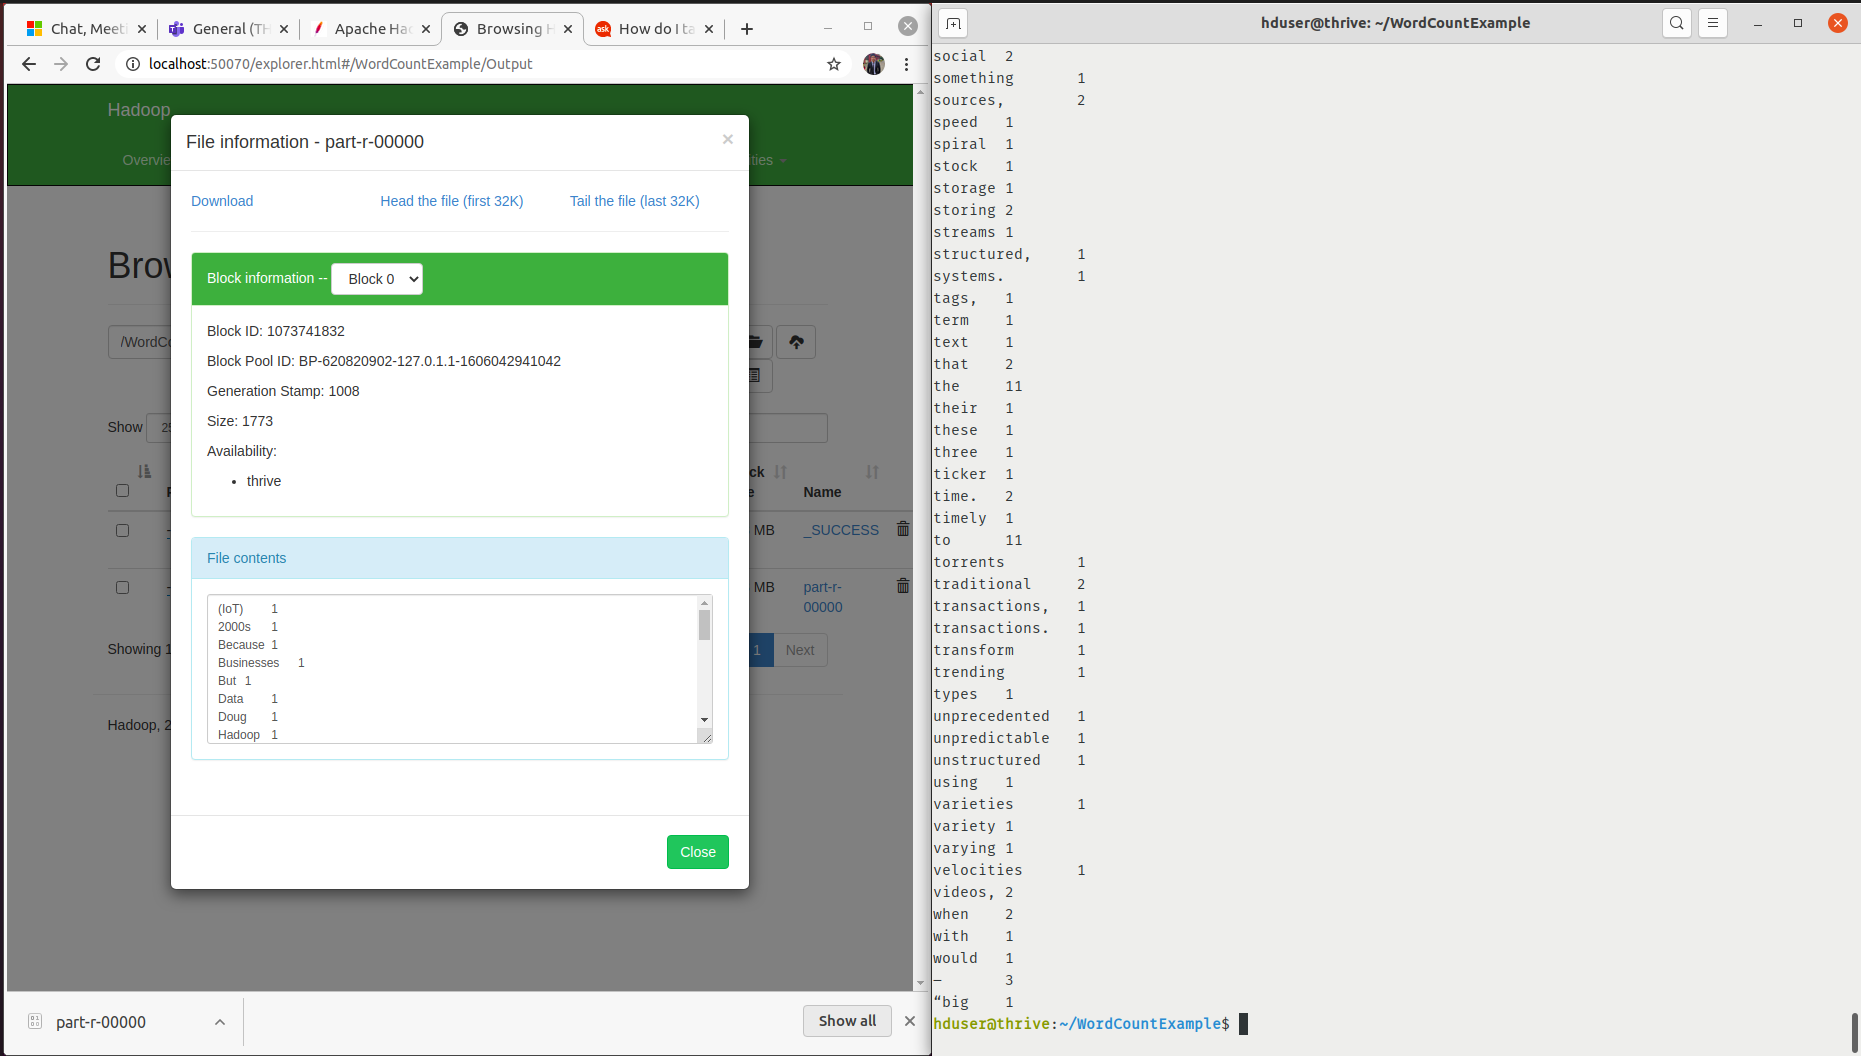 Chat, Meeti
General (TH
Apache Had
Browsing H
How do I ta
localhost:50070/explorer.html#/WordCountExample/Output
Hadoop
Overvie
ities
File information - part-r-00000
×
Download
Head the file (first 32K)
Tail the file (last 32K)
Block information -- Block 0
Block ID: 1073741832
Block Pool ID: BP-620820902-127.0.1.1-1606042941042
Generation Stamp: 1008
Size: 1773
Availability:
thrive
File contents
(IoT) 1
2000s 1
Because 1
Businesses 1
But 1
Data 1
Doug 1
Hadoop 1
Close
Brow
/WordCo
Show 25
ck
Name
MB _SUCCESS
MB part-r-
00000
Showing 1
1 Next
Hadoop, 2
part-r-00000
Show all
hduser@thrive: ~/WordCountExample
social 2
something 1
sources, 2
speed 1
spiral 1
stock 1
storage 1
storing 2
streams 1
structured, 1
systems. 1
tags, 1
term 1
text 1
that 2
the 11
their 1
these 1
three 1
ticker 1
time. 2
timely 1
to 11
torrents 1
traditional 2
transactions, 1
transactions. 1
transform 1
trending 1
types 1
unprecedented 1
unpredictable 1
unstructured 1
using 1
varieties 1
variety 1
varying 1
velocities 1
videos, 2
when 2
with 1
would 1
– 3
“big 1
hduser@thrive:~/WordCountExample$